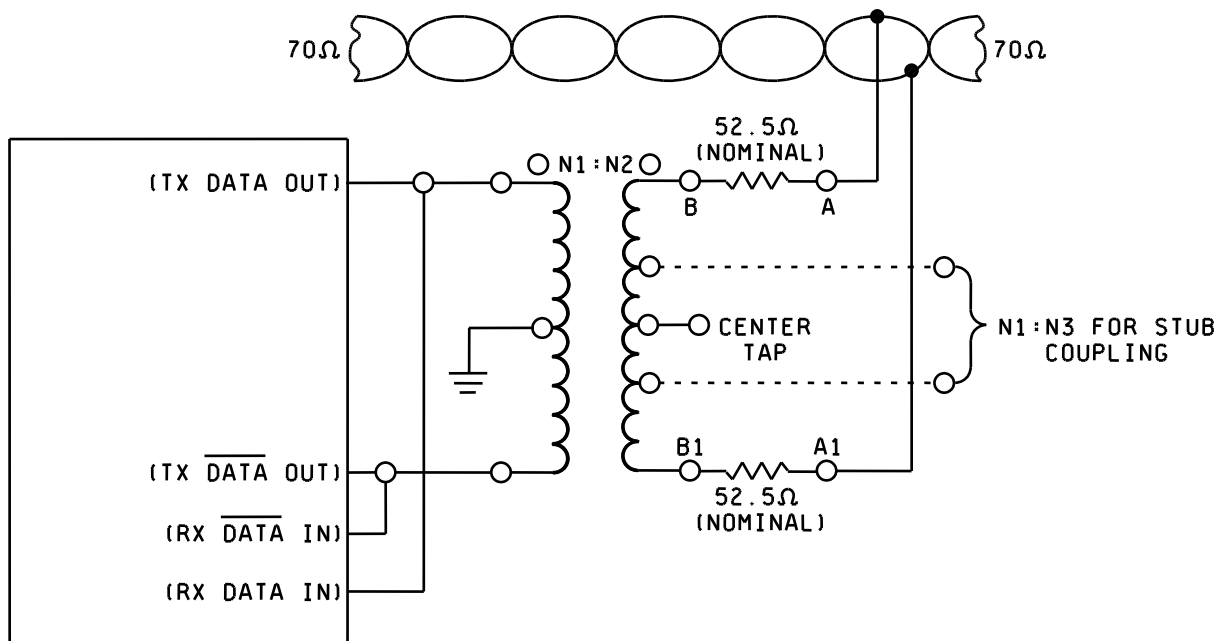 70Ω
70Ω
52.5Ω
(NOMINAL)
(TX DATA OUT)
N1:N2
B
A
CENTER
TAP
N1:N3 FOR STUB
COUPLING
B1
A1
(TX DATA OUT)
52.5Ω
(NOMINAL)
(RX DATA IN)
(RX DATA IN)